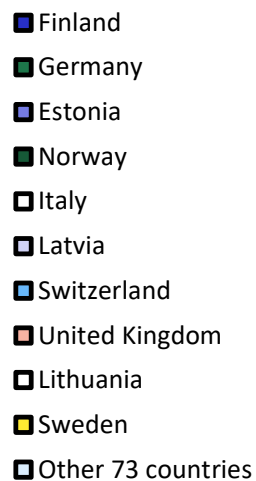 Finland
Germany
Estonia
Norway
Italy
Latvia
Switzerland
United Kingdom
Lithuania
Sweden
Other 73 countries